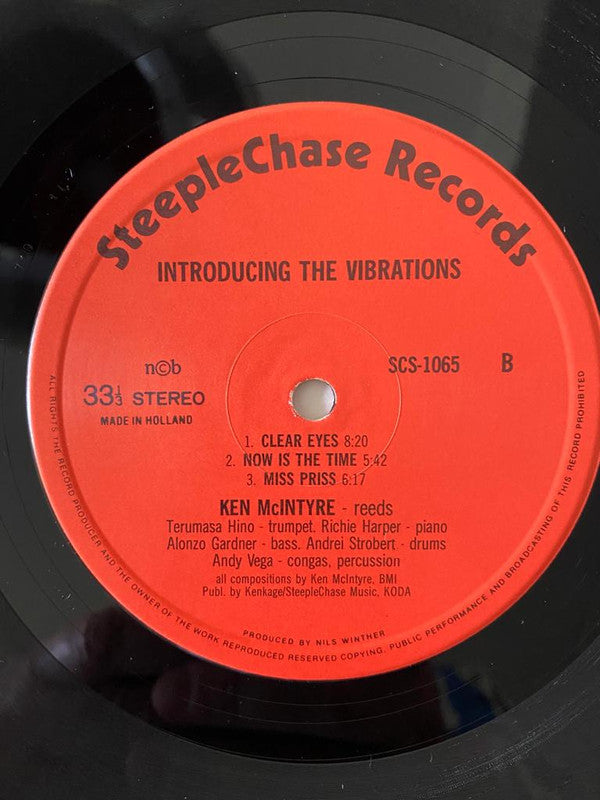 SteepleChase Records
INTRODUCING THE VIBRATIONS
n©b
SCS-1065 B
33⅓ STEREO
MADE IN HOLLAND
1. CLEAR EYES 8:20
2. NOW IS THE TIME 5:42
3. MISS PRISS 6:17
KEN McINTYRE - reeds
Terumasa Hino - trumpet. Richie Harper - piano
Alonzo Gardner - bass. Andrei Strobert - drums
Andy Vega - congas, percussion
all compositions by Ken McIntyre, BMI
Publ. by Kenkage/SteepleChase Music, KODA
PRODUCED BY NILS WINTHER
ALL RIGHTS THE RECORD PRODUCER AND THE OWNER OF THE WORK REPRODUCED RESERVED COPYING. PUBLIC PERFORMANCE AND BROADCASTING OF THIS RECORD PROHIBITED